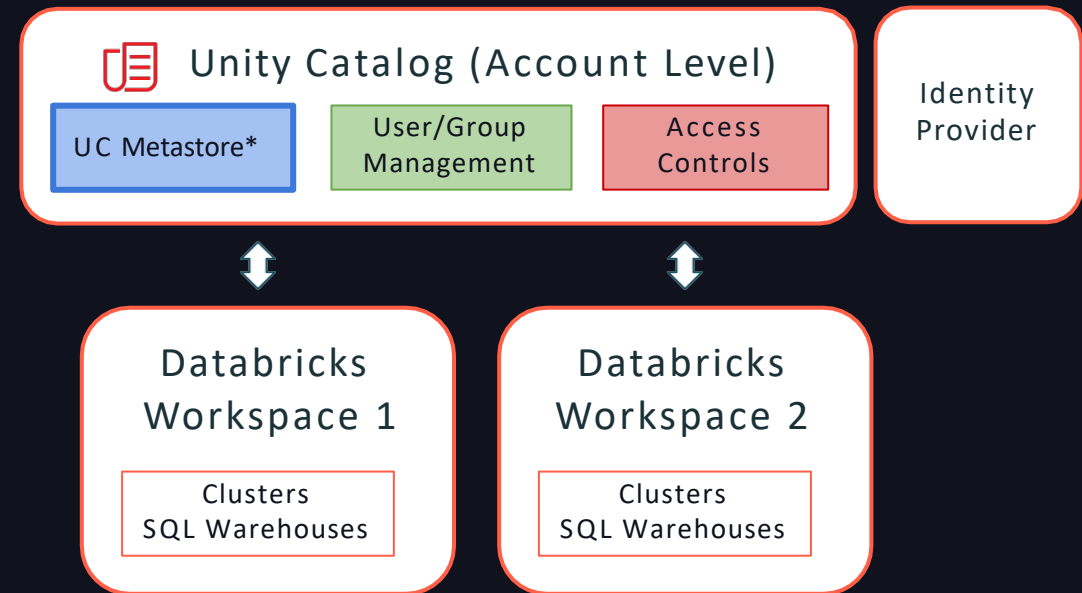 Unity Catalog (Account Level)
UC Metastore*
User/Group
Management
Access
Controls
Identity
Provider
Databricks
Workspace 1
Clusters
SQL Warehouses
Databricks
Workspace 2
Clusters
SQL Warehouses